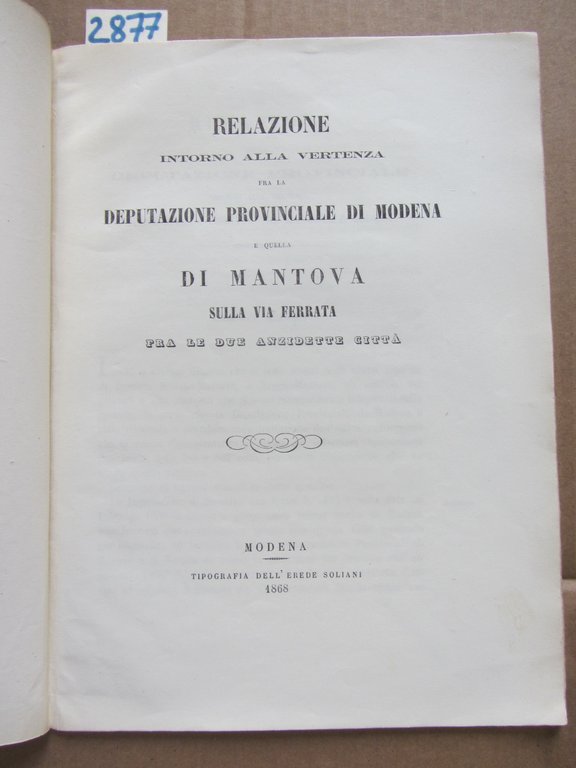 2877
RELAZIONE
INTORNO ALLA VERTENZA
FRA LA
DEPUTAZIONE PROVINCIALE DI MODENA
E QUELLA
DI MANTOVA
SULLA VIA FERRATA
FRA LE DUE ANZIDETTE CITTÀ
MODENA
TIPOGRAFIA DELL'EREDE SOLIANI
1868